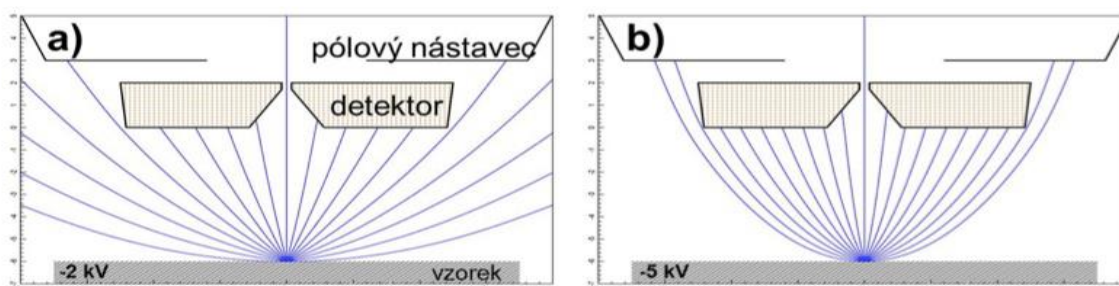 a)
pólový nástavec
detektor
-2 kV
vzorek
b)
-5 kV